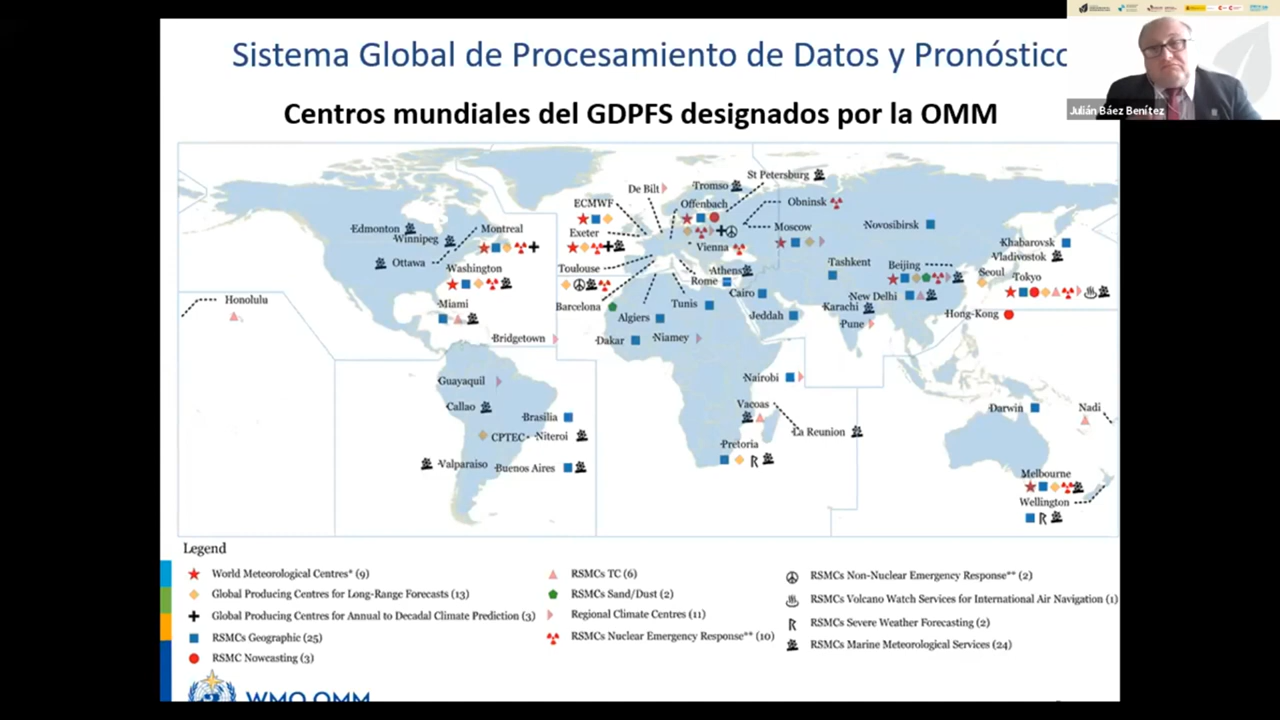 Sistema Global de Procesamiento de Datos y Pronóstico
Julián Báez Benítez
Centros mundiales del GDPFS designados por la OMM
De Bilt
Tromso
St Petersburg
ECMWF
Offenbach
Obninsk
Edmonton
Winnipeg
Montreal
Exeter
Moscow
Novosibirsk
Vienna
Khabarovsk
Vladivostok
Ottawa
Washington
Toulouse
Athens
Rome
Tashkent
Beijing
Seoul
Tokyo
Honolulu
Miami
Barcelona
Algiers
Tunis
Cairo
Jeddah
Karachi
New Delhi
Pune
Hong-Kong
Bridgetown
Dakar
Niamey
Guayaquil
Nairobi
Callao
Brasilia
Vacoas
Darwin
Nadi
CPTEC
Niteroi
La Reunion
Pretoria
Valparaiso
Buenos Aires
Melbourne
Wellington
Legend
World Meteorological Centres* (9)
Global Producing Centres for Long-Range Forecasts (13)
Global Producing Centres for Annual to Decadal Climate Prediction (3)
RSMCs Geographic (25)
RSMC Nowcasting (3)
RSMCs TC (6)
RSMCs Sand/Dust (2)
Regional Climate Centres (11)
RSMCs Nuclear Emergency Response** (10)
RSMCs Non-Nuclear Emergency Response** (2)
RSMCs Volcano Watch Services for International Air Navigation (1)
RSMCs Severe Weather Forecasting (2)
RSMCs Marine Meteorological Services (24)
WMO OMM